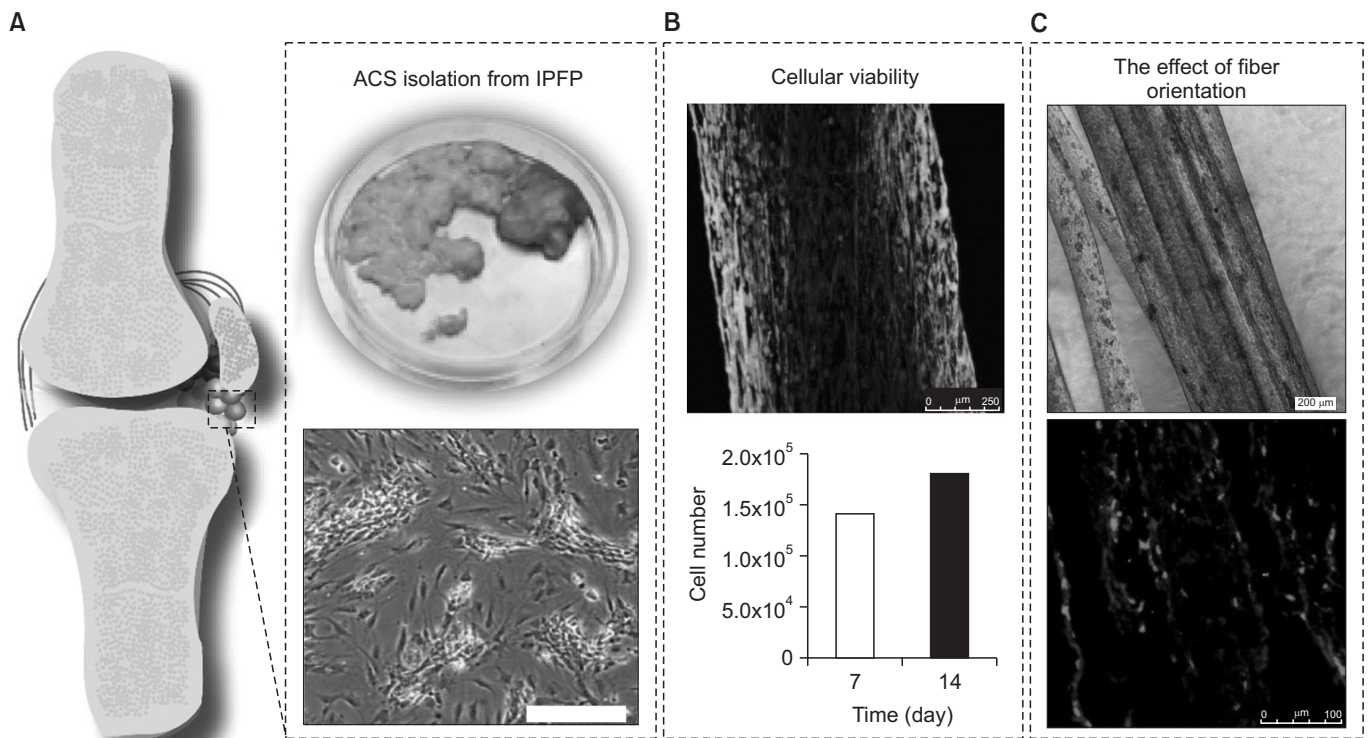 A
ACS isolation from IPFP
B
Cellular viability
0 μm 250
2.0x10⁵
1.5x10⁵
1.0x10⁵
5.0x10⁴
0
Cell number
7 14
Time (day)
C
The effect of fiber
orientation
200 μm
0 μm 100